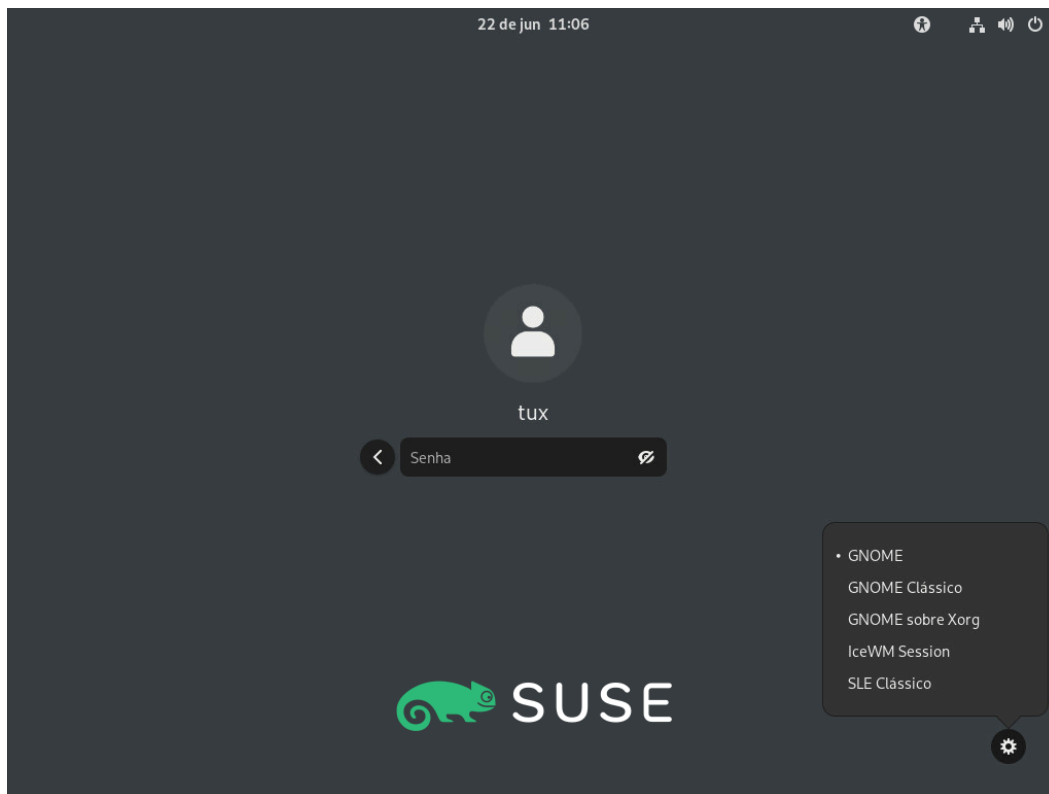 22 de jun 11:06
tux
Senha
GNOME
GNOME Clássico
GNOME sobre Xorg
IceWM Session
SLE Clássico
SUSE